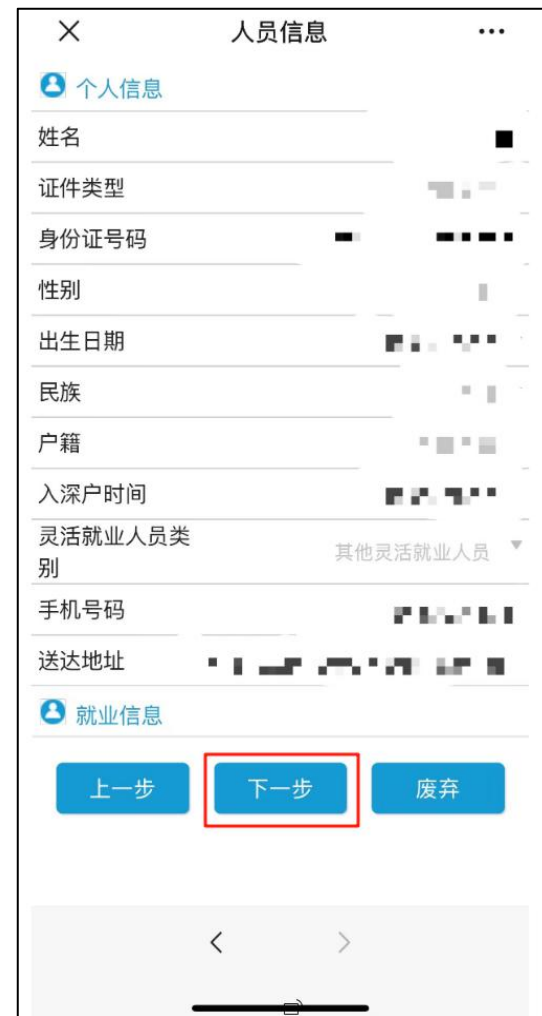 人员信息
个人信息
姓名
证件类型
身份证号码
性别
出生日期
民族
户籍
入深户时间
灵活就业人员类
别
其他灵活就业人员
手机号码
送达地址
就业信息
上一步
下一步
废弃